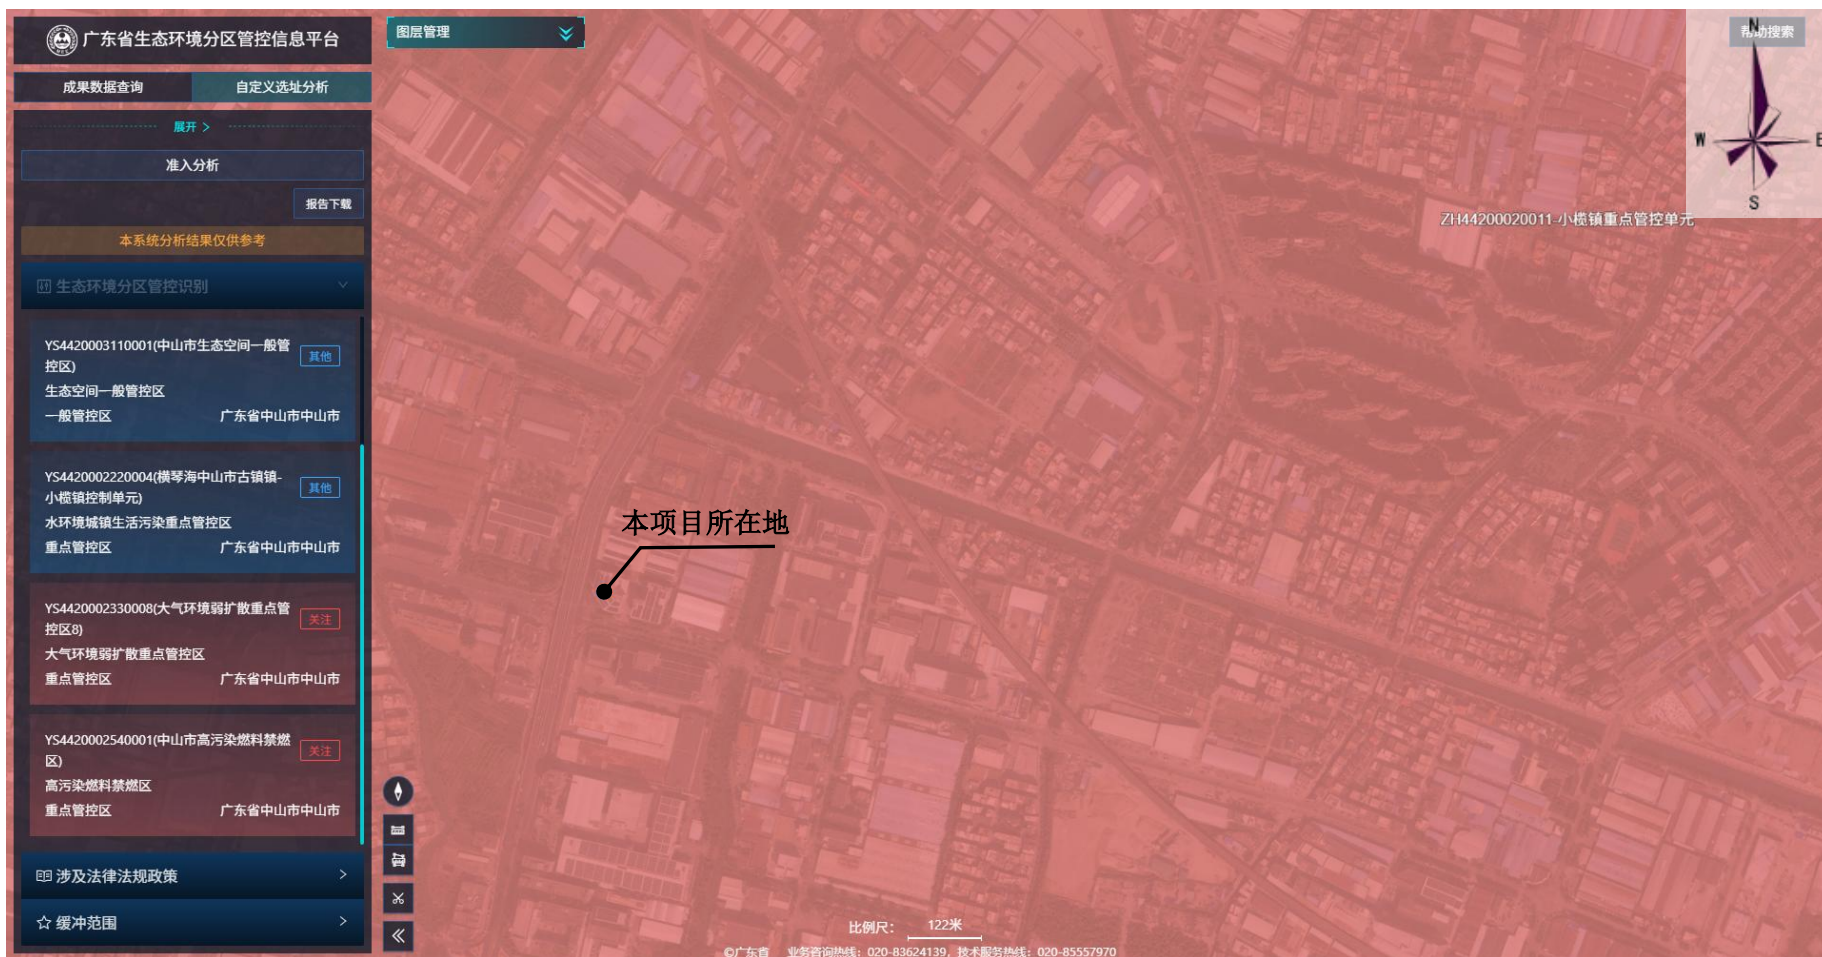 广东省生态环境分区管控信息平台
成果数据查询
自定义选址分析
展开 >
准入分析
报告下载
本系统分析结果仅供参考
生态环境分区管控识别
YS4420003110001(中山市生态空间一般管
控区)
其他
生态空间一般管控区
一般管控区 广东省中山市中山市
YS4420002220004(横琴海中山市古镇镇-
小榄镇控制单元)
其他
水环境城镇生活污染重点管控区
重点管控区 广东省中山市中山市
YS4420002330008(大气环境弱扩散重点管
控区8)
关注
大气环境弱扩散重点管控区
重点管控区 广东省中山市中山市
YS4420002540001(中山市高污染燃料禁燃
区)
关注
高污染燃料禁燃区
重点管控区 广东省中山市中山市
涉及法律法规政策
缓冲范围
图层管理
帮助搜索
N
W
E
S
ZH44200020011-小榄镇重点管控单元
本项目所在地
比例尺： 122米
©广东省 业务咨询热线：020-83624139，技术服务热线：020-85557970